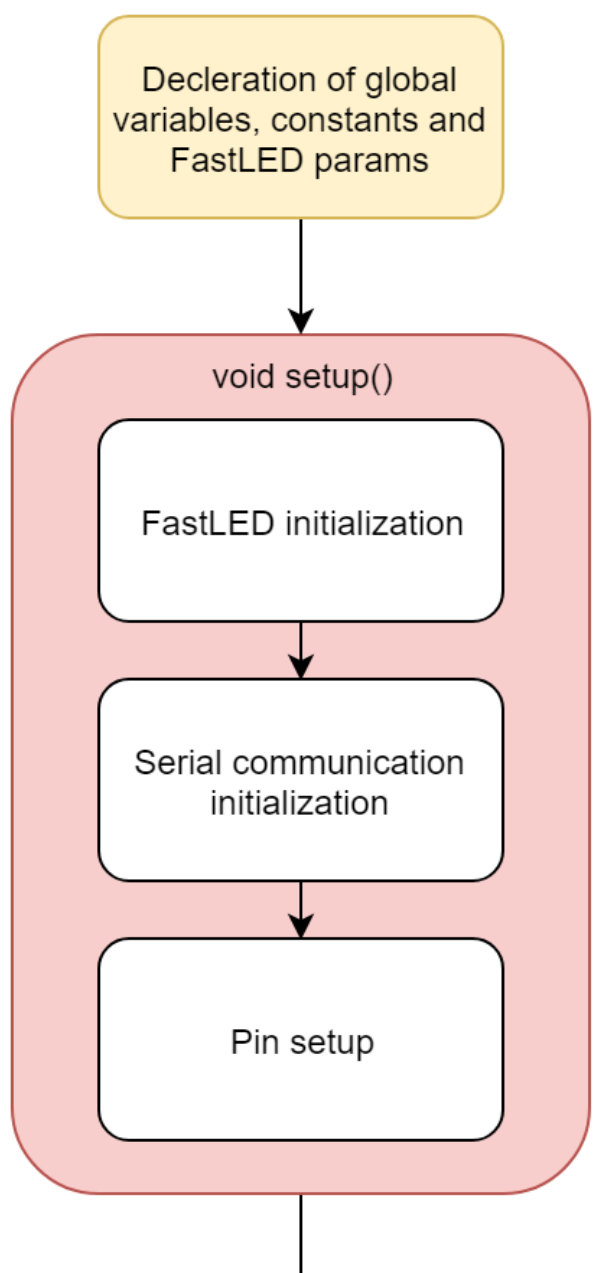 Decleration of global
variables, constants and
FastLED params
void setup()
FastLED initialization
Serial communication
initialization
Pin setup